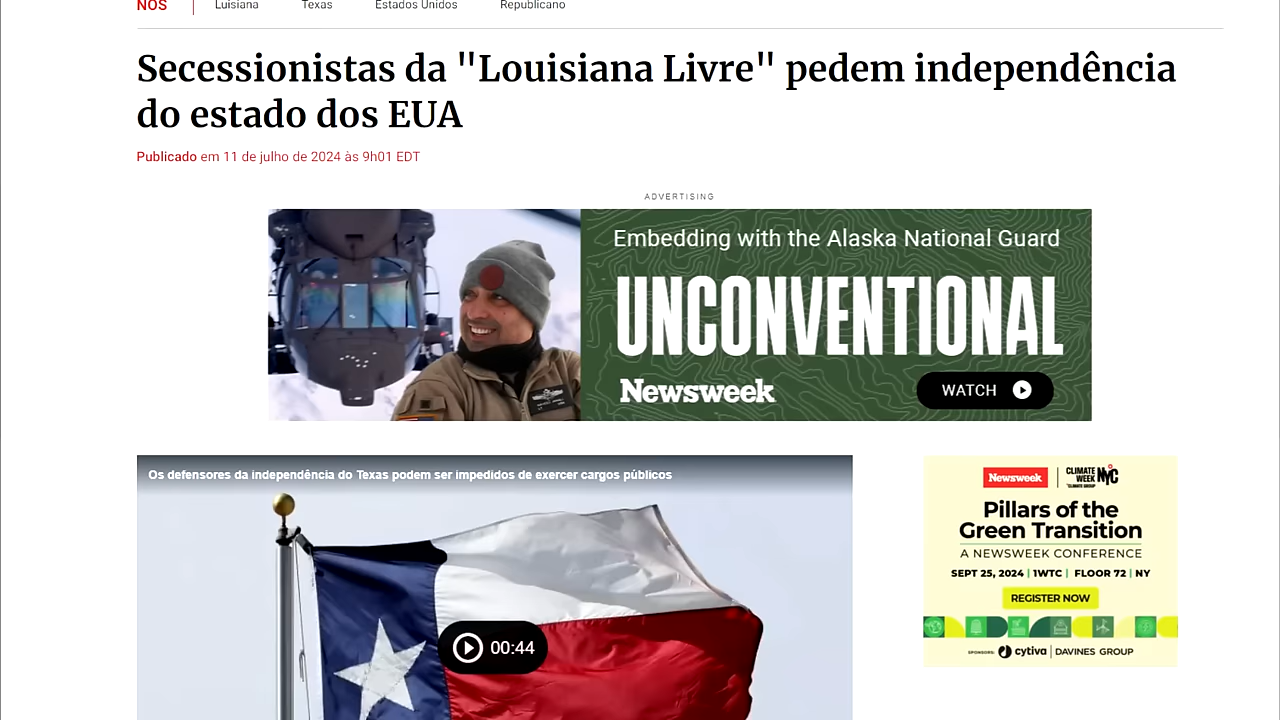 NÓS
Luisiana
Texas
Estados Unidos
Republicano
Secessionistas da "Louisiana Livre" pedem independência
do estado dos EUA
Publicado em 11 de julho de 2024 às 9h01 EDT
ADVERTISING
Embedding with the Alaska National Guard
UNCONVENTIONAL
Newsweek
WATCH
Os defensores da independência do Texas podem ser impedidos de exercer cargos públicos
00:44
Newsweek
CLIMATE
WEEK NYC
CLIMATE GROUP
Pillars of the
Green Transition
A NEWSWEEK CONFERENCE
SEPT 25, 2024 | 1WTC | FLOOR 72 | NY
REGISTER NOW
SPONSORS:
cytiva | DAVINES GROUP